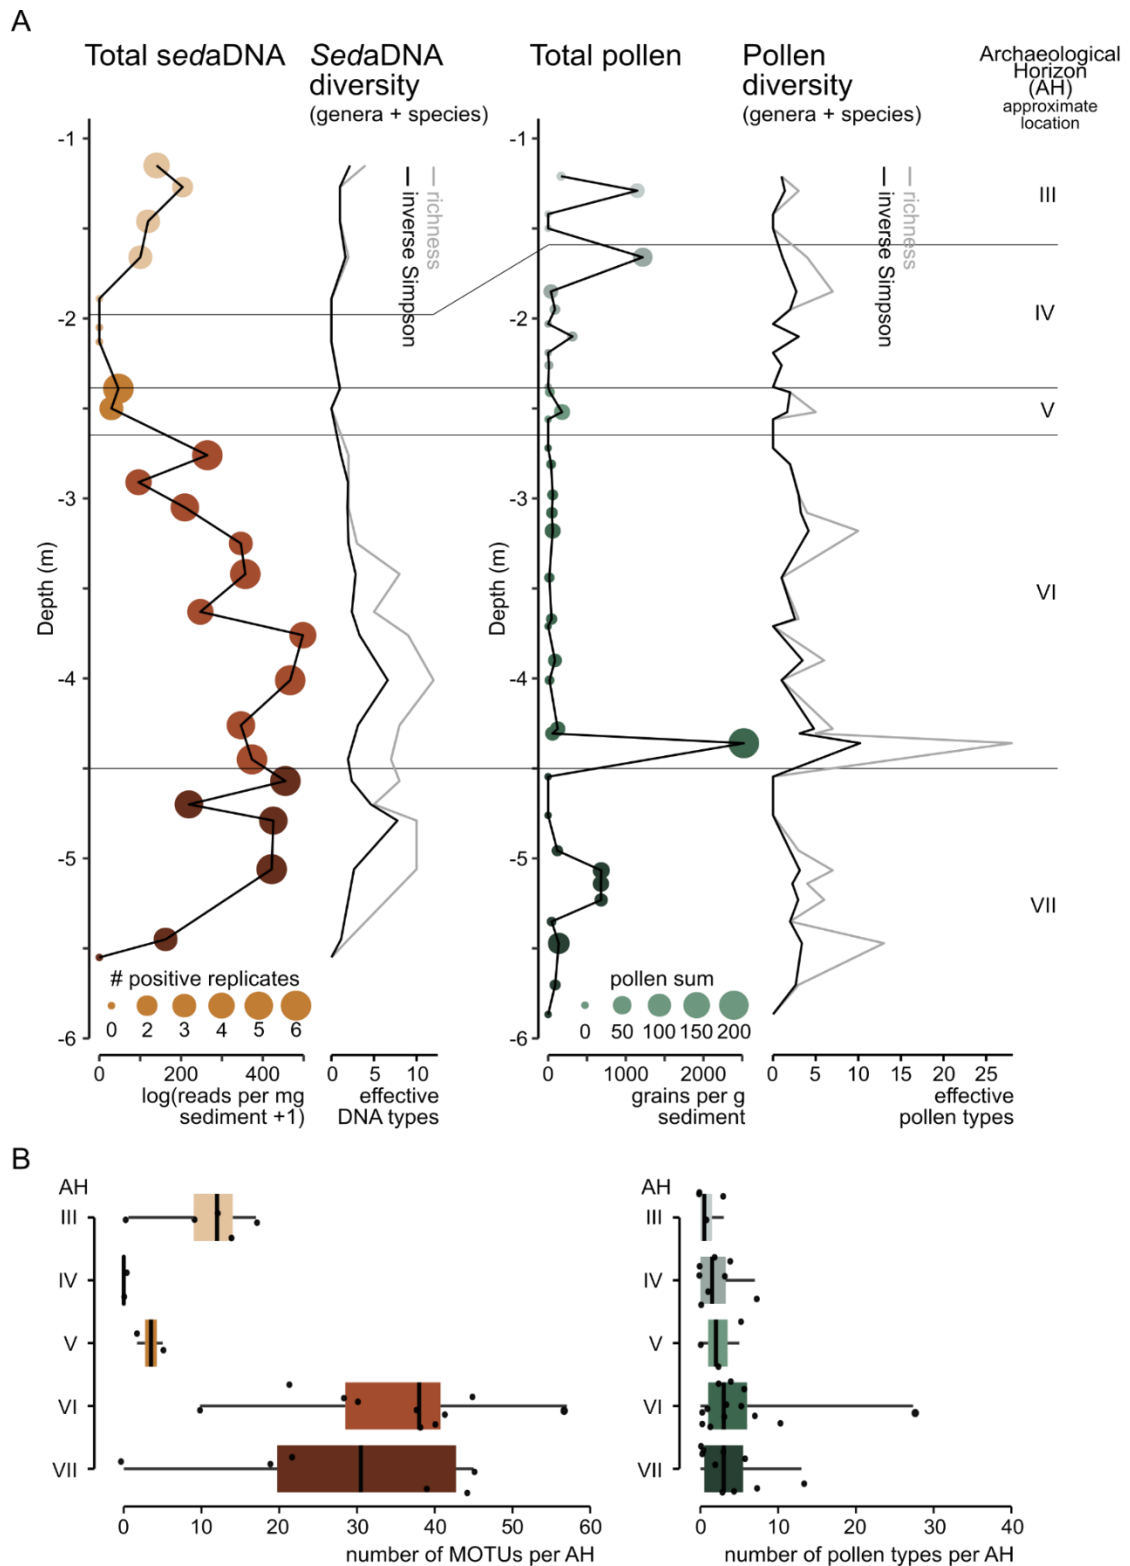 A
Total sedaDNA
SedaDNA
diversity
(genera + species)
Total pollen
Pollen
diversity
(genera + species)
Archaeological
Horizon
(AH)
approximate
location
-1
-2
-3
-4
-5
-6
Depth (m)
richness
inverse Simpson
-1
-2
-3
-4
-5
-6
Depth (m)
richness
inverse Simpson
III
IV
V
VI
VII
# positive replicates
0 2 3 4 5 6
pollen sum
0 50 100 150 200
0 200 400
log(reads per mg
sediment +1)
0 5 10
effective
DNA types
0 1000 2000
grains per g
sediment
0 5 10 15 20 25
effective
pollen types
B
AH
III
IV
V
VI
VII
0 10 20 30 40 50 60
number of MOTUs per AH
AH
III
IV
V
VI
VII
0 10 20 30 40
number of pollen types per AH